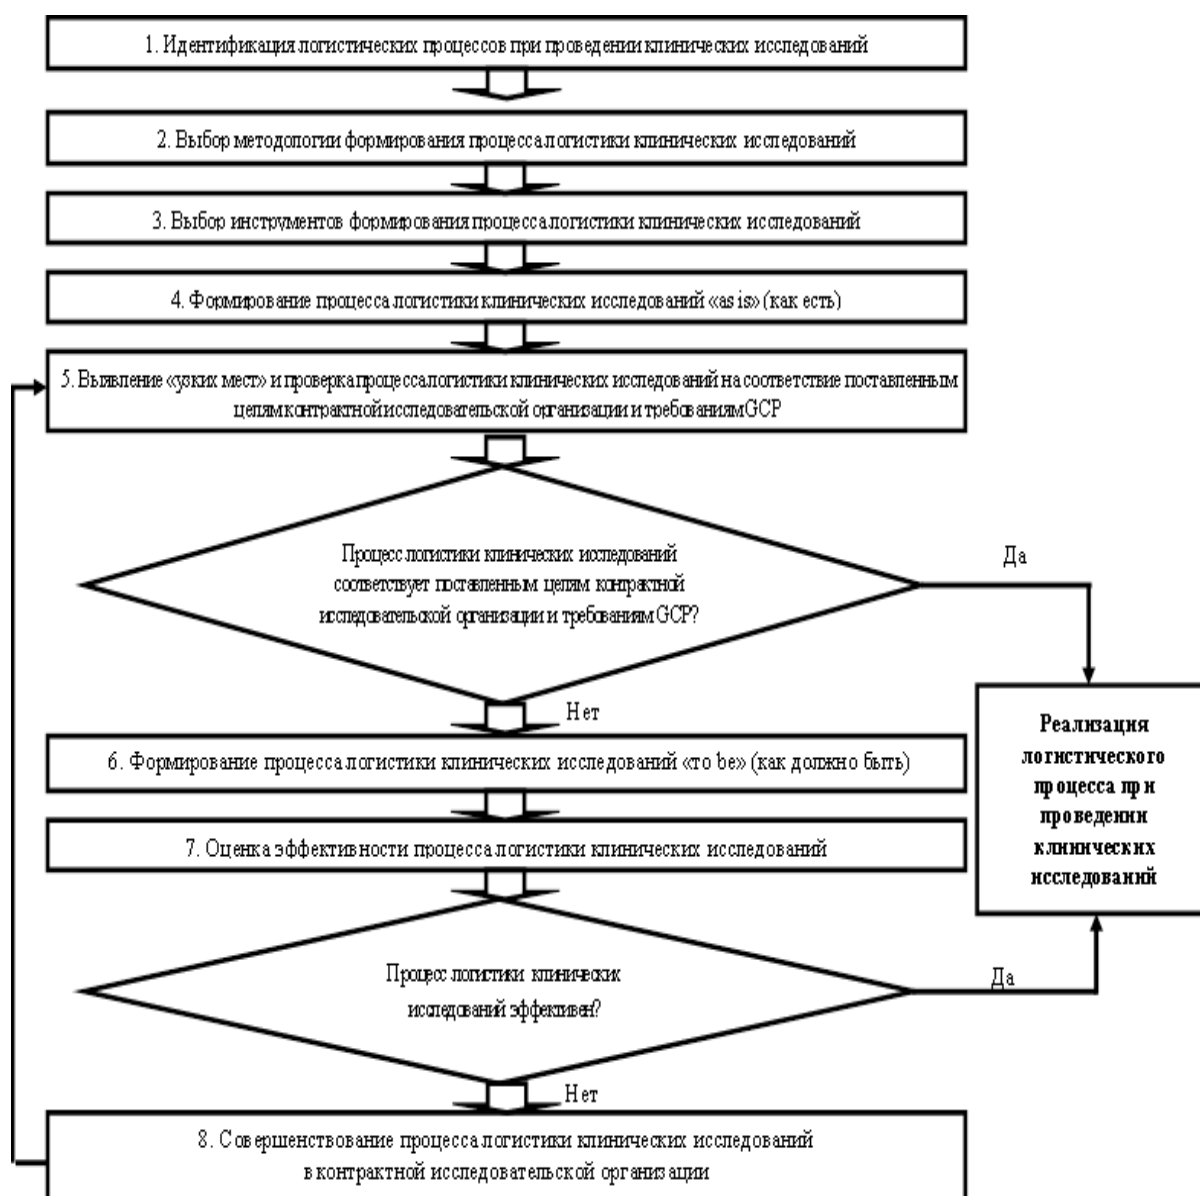 1. Идентификация логистических процессов при проведении клинических исследований
2. Выбор методологии формирования процесса логистики клинических исследований
3. Выбор инструментов формирования процесса логистики клинических исследований
4. Формирование процесса логистики клинических исследований «as is» (как есть)
5. Выявление «узких мест» и проверка процесса логистики клинических исследований на соответствие поставленным
целям контрактной исследовательской организации и требованиям GCP
Процесс логистики клинических исследований
соответствует поставленным целям контрактной
исследовательской организации и требованиям GCP?
Да
Нет
6. Формирование процесса логистики клинических исследований «to be» (как должно быть)
Реализация
логистического
процесса при
проведении
клинических
исследований
7. Оценка эффективности процесса логистики клинических исследований
Процесс логистики клинических
исследований эффективен?
Да
Нет
8. Совершенствование процесса логистики клинических исследований
в контрактной исследовательской организации